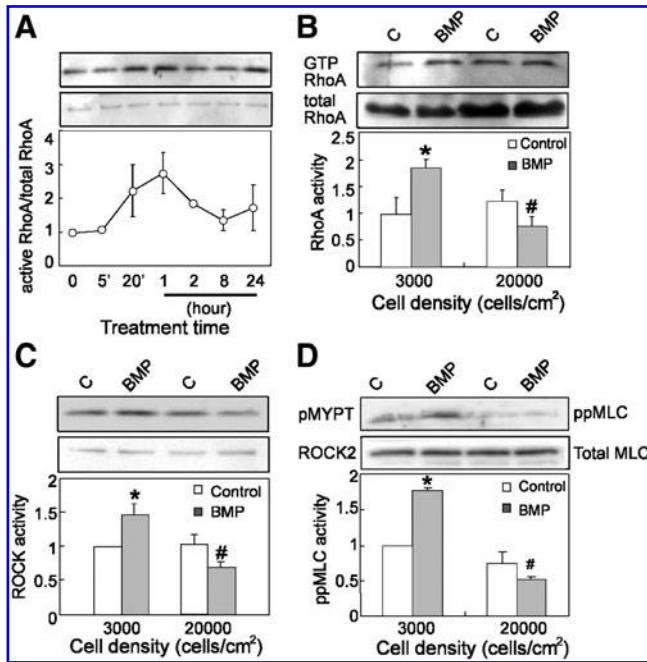 A
active RhoA/total RhoA
4
3
2
1
0
0 5' 20' 1 2 8 24
(hour)
Treatment time
B
C BMP C BMP
GTP
RhoA
total
RhoA
RhoA activity
2.5
2
1.5
1
0.5
0
Control
BMP
*
#
3000 20000
Cell density (cells/cm²)
C
C BMP C BMP
ROCK activity
2
1.5
1
0.5
0
Control
BMP
*
#
3000 20000
Cell density (cells/cm²)
D
C BMP C BMP
pMYPT ppMLC
ROCK2 Total MLC
ppMLC activity
2
1.5
1
0.5
0
Control
BMP
*
#
3000 20000
Cell density (cells/cm²)